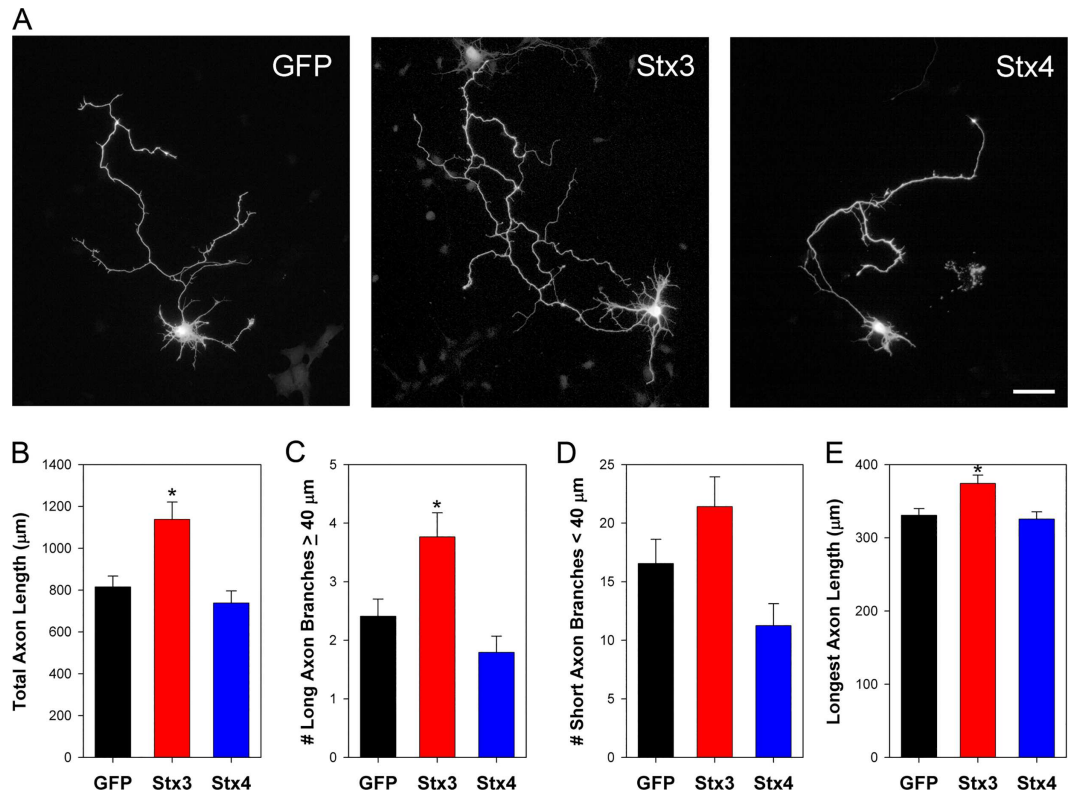 A
GFP
Stx3
Stx4
B
Total Axon Length (μm)
1400
1200
1000
800
600
400
200
0
*
GFP
Stx3
Stx4
C
# Long Axon Branches ≥ 40 μm
5
4
3
2
1
0
*
GFP
Stx3
Stx4
D
# Short Axon Branches < 40 μm
25
20
15
10
5
0
GFP
Stx3
Stx4
E
Longest Axon Length (μm)
400
300
200
100
0
*
GFP
Stx3
Stx4